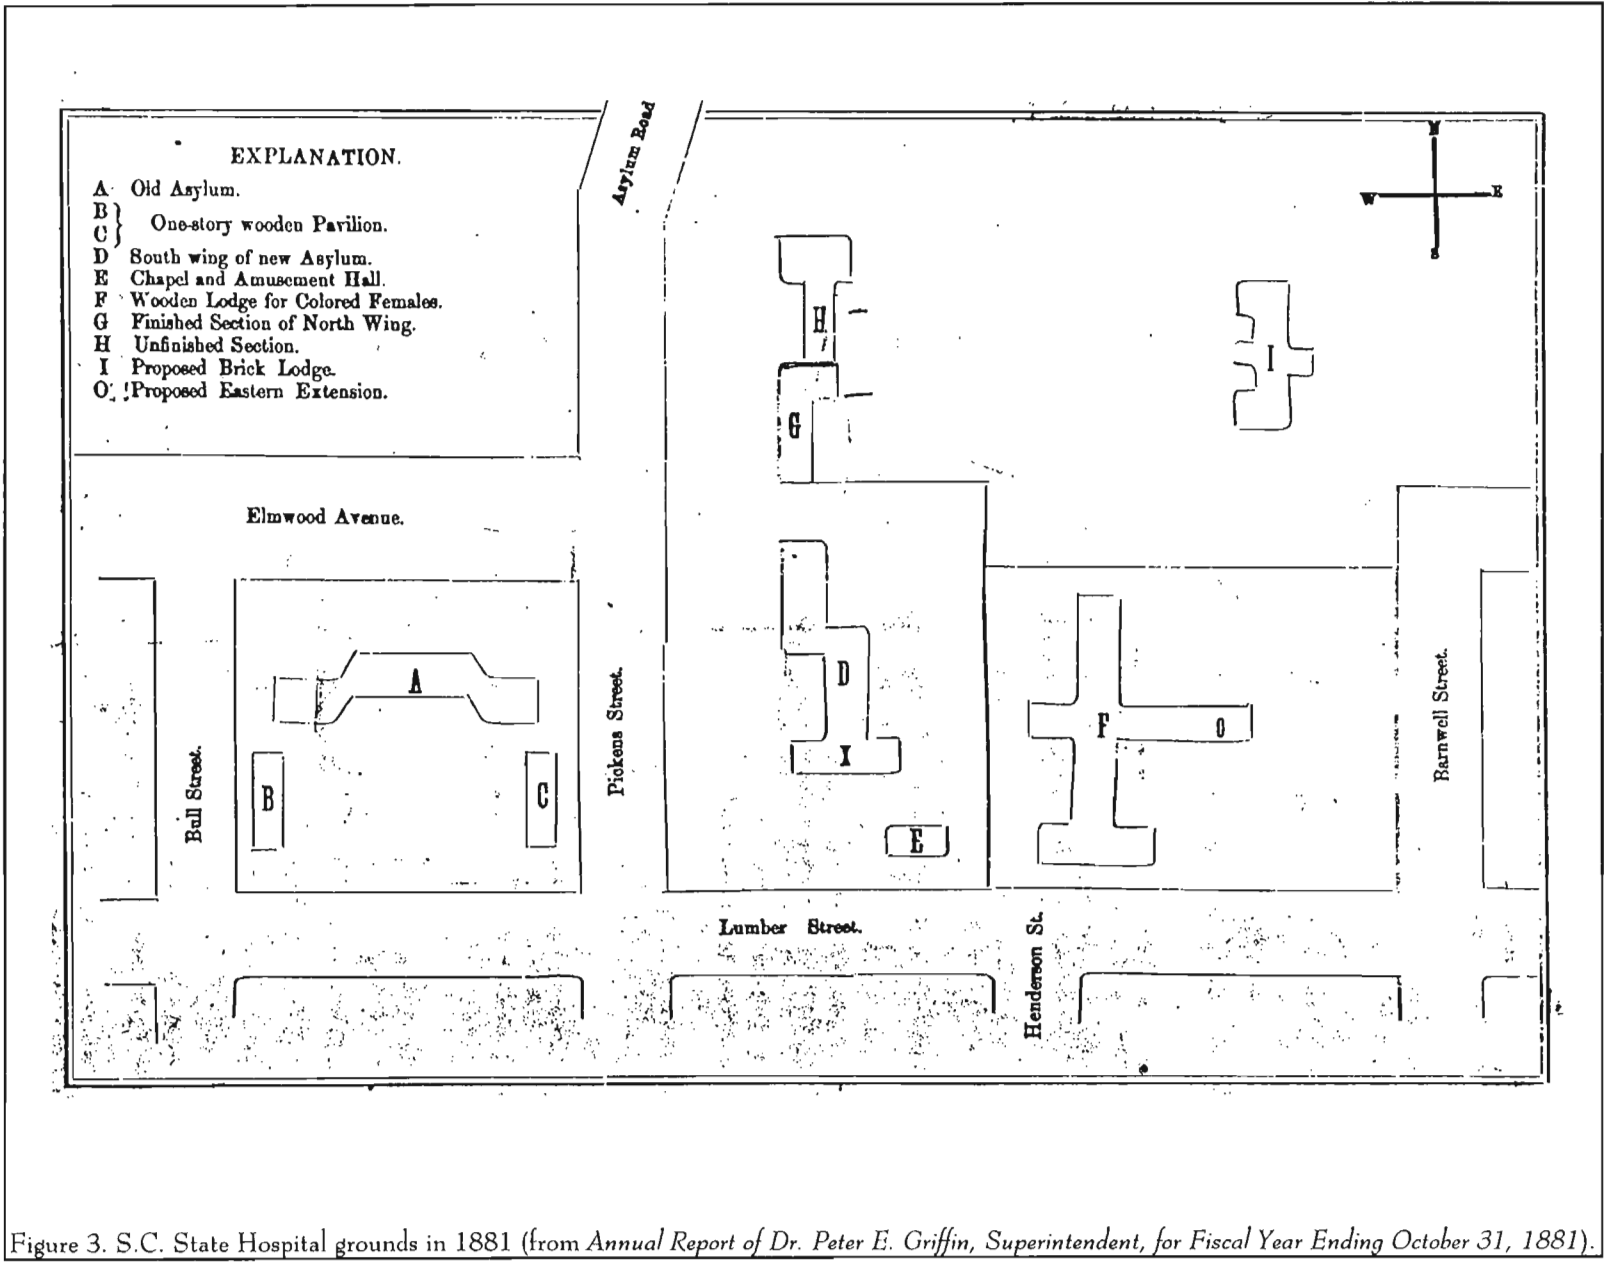 Asylum Road
EXPLANATION.
A Old Asylum.
B
C } One-story wooden Pavilion.
D South wing of new Asylum.
E Chapel and Amusement Hall.
F Wooden Lodge for Colored Females.
G Finished Section of North Wing.
H Unfinished Section.
I Proposed Brick Lodge.
O Proposed Eastern Extension.
N
W E
S
H
I
G
Elmwood Avenue.
A
D
Bull Street.
B
C
Pickens Street.
I
E
F
O
Barnwell Street.
Lumber Street.
Henderson St.
Figure 3. S.C. State Hospital grounds in 1881 (from Annual Report of Dr. Peter E. Griffin, Superintendent, for Fiscal Year Ending October 31, 1881).